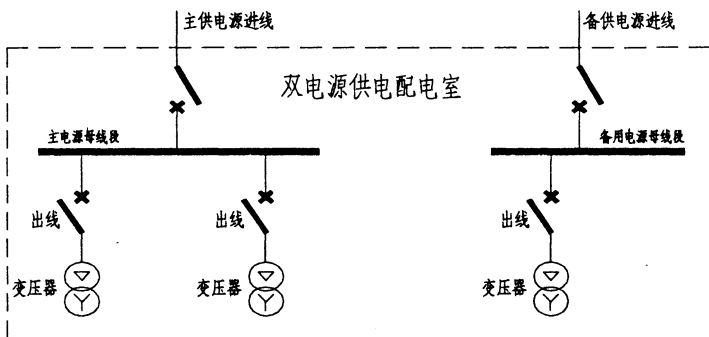 主供电源进线
备供电源进线
双电源供电配电室
主电源母线段
备用电源母线段
出线
出线
出线
变压器
变压器
变压器